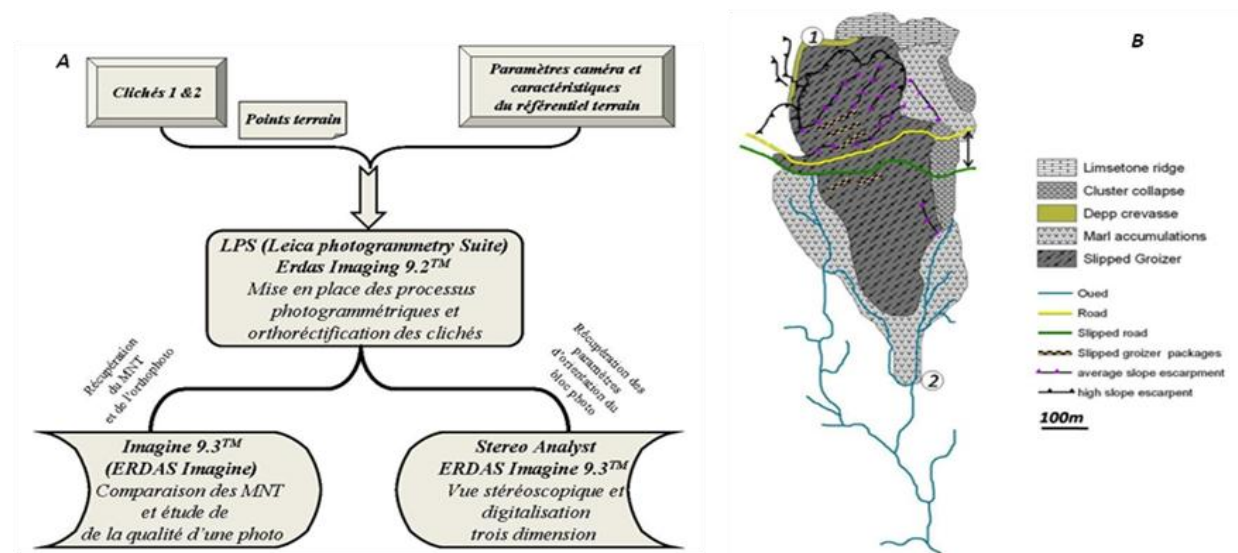 A
Clichés 1 &2
Points terrain
Paramètres caméra et
caractéristiques
du référentiel terrain
LPS (Leica photogrammetry Suite)
Erdas Imaging 9.2TM
Mise en place des processus
photogrammétriques et
orthoréctification des clichés
Récupération
du MNT
et de l'orthophoto
Récupération des
paramètres
d'orrentation du
bloc photo
Imagine 9.3TM
(ERDAS Imagine)
Comparaison des MNT
et étude de
de la qualité d'une photo
Stereo Analyst
ERDAS Imagine 9.3TM
Vue stéréoscopique et
digitalisation
trois dimension
B
1
2
Limsetone ridge
Cluster collapse
Depp crevasse
Marl accumulations
Slipped Groizer
Oued
Road
Slipped road
Slipped groizer packages
average slope escarpment
high slope escarpent
100m